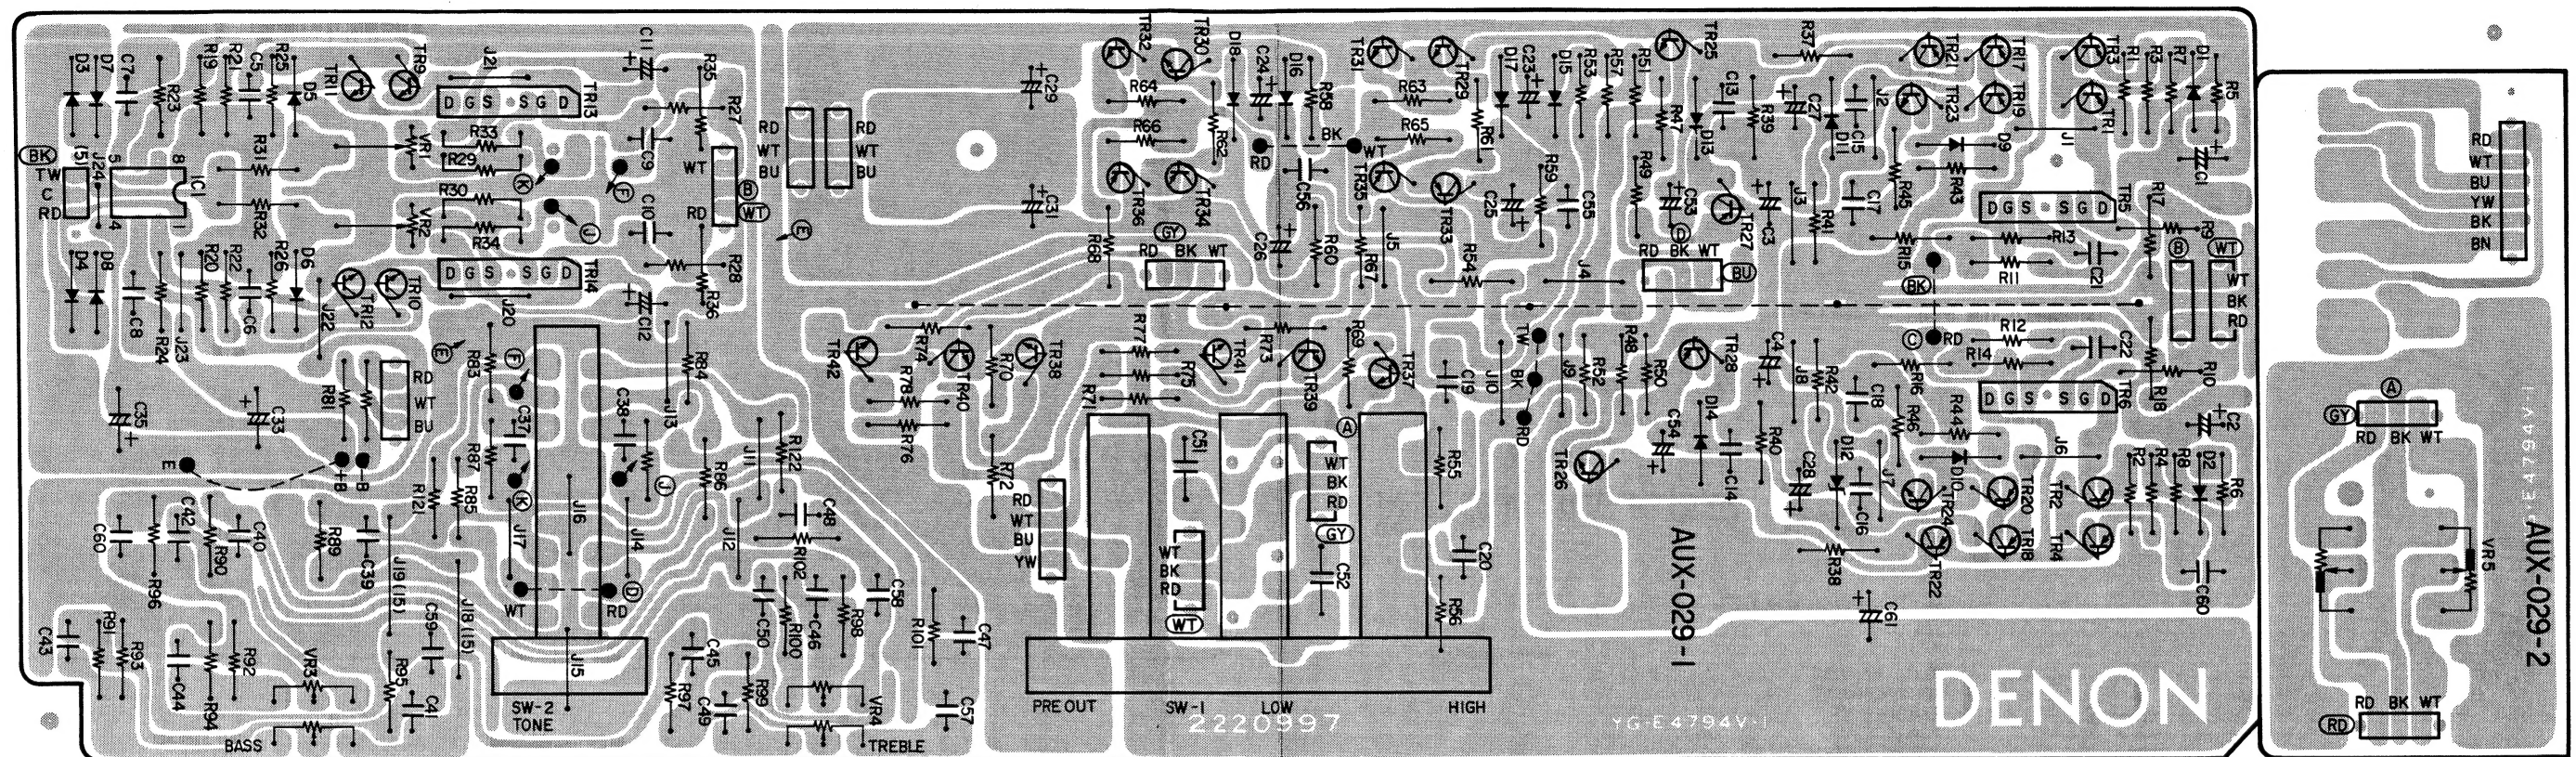 D3
D7
C7
R23
R19
R21
C5
R25
D5
TR11
TR9
J21
D G S S G D
TR13
C11
+
R35
R27
C9
VR1
R33
R29
R30
R34
VR2
K
F
J
C10
WT
RD
B
WT
E
RD
WT
BU
RD
WT
BU
BK
(5)
J24
TW
C
RD
5
8
4
1
IC1
R31
R32
D4
D8
C8
R24
J23
R20
R22
C6
R26
D6
J22
TR12
TR10
D G S S G D
TR14
J20
R28
R36
C12
+
C29
+
C31
+
TR32
TR30
R64
R66
R62
TR36
TR34
D18
C24
D16
R58
RD
BK
WT
C56
C26
+
R60
R67
J5
TR31
TR29
R63
R65
R61
TR35
TR33
R68
GY
RD BK WT
D17
C23
+
D15
R53
R57
R51
R59
C25
+
C55
R54
J4
TR25
R47
C13
D13
R49
C53
+
D
TR27
RD BK WT
BU
R37
R39
C27
+
D11
C15
J2
C3
+
J3
R41
C17
R45
TR21
TR17
TR3
TR23
TR19
TR1
D9
R43
J1
D G S S G D
TR5
R15
R13
R11
C21
BK
R1
R3
R7
D1
R5
C1
+
R17
R9
B
WT
WT
BK
RD
E
R83
F
R84
J13
C35
+
C33
+
R81
RD
WT
BU
E
+B
-B
R87
C37
C38
K
J
R121
R85
J17
J16
J14
R86
J11
R122
J12
C48
R102
TR42
R74
R78
R76
TR40
R70
TR38
R72
R77
R75
R71
TR41
R73
TR39
R69
TR37
C19
J10
TW
BK
RD
J9
R52
R48
R50
TR28
C4
+
J8
R42
C18
R46
R16
C
RD
R12
R14
C22
D G S S G D
TR6
R18
R10
C2
+
R44
D10
J6
TR26
C54
+
D14
C14
R40
C28
+
D12
C16
J7
TR24
TR20
TR2
TR22
TR18
TR4
R38
R2
R4
R8
D2
R6
C60
C61
+
A
WT
BK
RD
GY
C51
C52
R55
C20
R56
RD
WT
BU
YW
WT
BK
RD
WT
C60
R96
C42
R90
C40
R89
C39
J19 (15)
J18 (15)
C59
WT
RD
D
C43
R91
R93
C44
R94
R92
VR3
R95
C41
BASS
J15
SW-2
TONE
C45
R97
C49
R99
C50
R100
C46
R98
C58
R101
C47
C57
VR4
TREBLE
PRE OUT
SW-1
LOW
HIGH
2220997
YG-E4794V-1
AUX-029-1
DENON
RD
WT
BU
YW
BK
BN
A
GY
RD BK WT
VR5
RD BK WT
RD
AUX-029-2